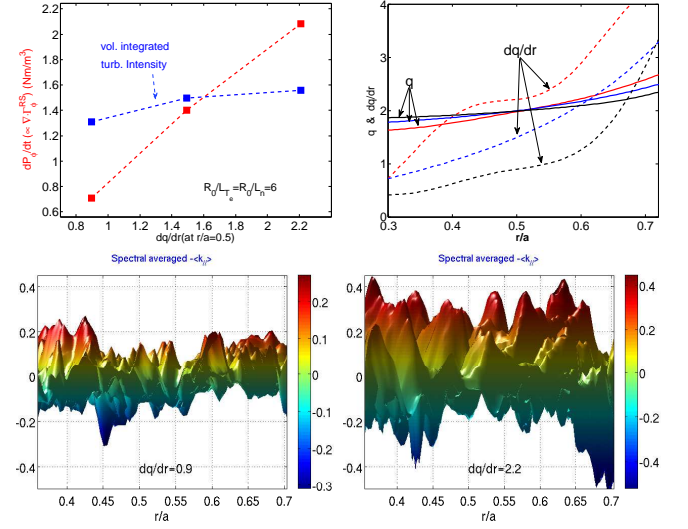 2.2
2
1.8
1.6
1.4
1.2
1
0.8
0.6
dP_ϕ/dt (∝ ∇·Γ_ϕ^RS) (Nm/m³)
vol. integrated
turb. Intensity
R_0/L_T_e=R_0/L_n=6
0.8 1 1.2 1.4 1.6 1.8 2 2.2 2.4
dq/dr(at r/a=0.5)
4
3
2
1
0
q & dq/dr
dq/dr
q
0.3 0.4 0.5 0.6 0.7
r/a
Spectral averaged -<k_//>
0.4
0.2
0
-0.2
-0.4
dq/dr=0.9
0.4 0.45 0.5 0.55 0.6 0.65 0.7
r/a
0.2
0.1
0
-0.1
-0.2
-0.3
Spectral averaged -<k_//>
0.4
0.2
0
-0.2
-0.4
dq/dr=2.2
0.4 0.45 0.5 0.55 0.6 0.65 0.7
r/a
0.4
0.2
0
-0.2
-0.4